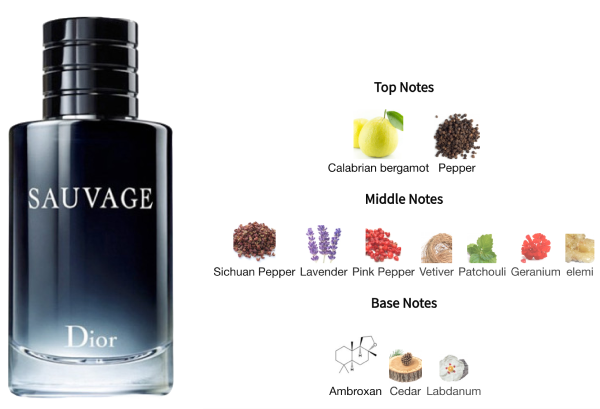 SAUVAGE
Dior
Top Notes
Calabrian bergamot Pepper
Middle Notes
Sichuan Pepper Lavender Pink Pepper Vetiver Patchouli Geranium elemi
Base Notes
Ambroxan Cedar Labdanum